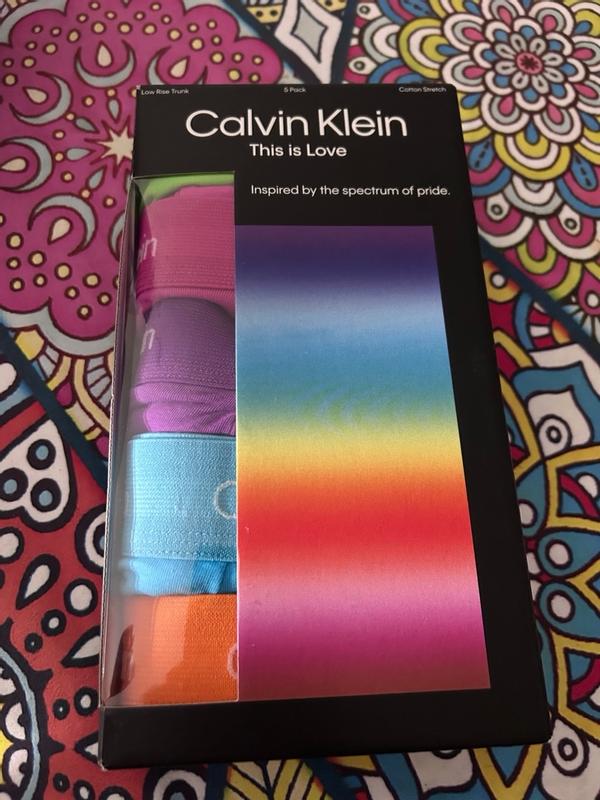 Low Rise Trunk
5 Pack
Cotton Stretch
Calvin Klein
This is Love
Inspired by the spectrum of pride.